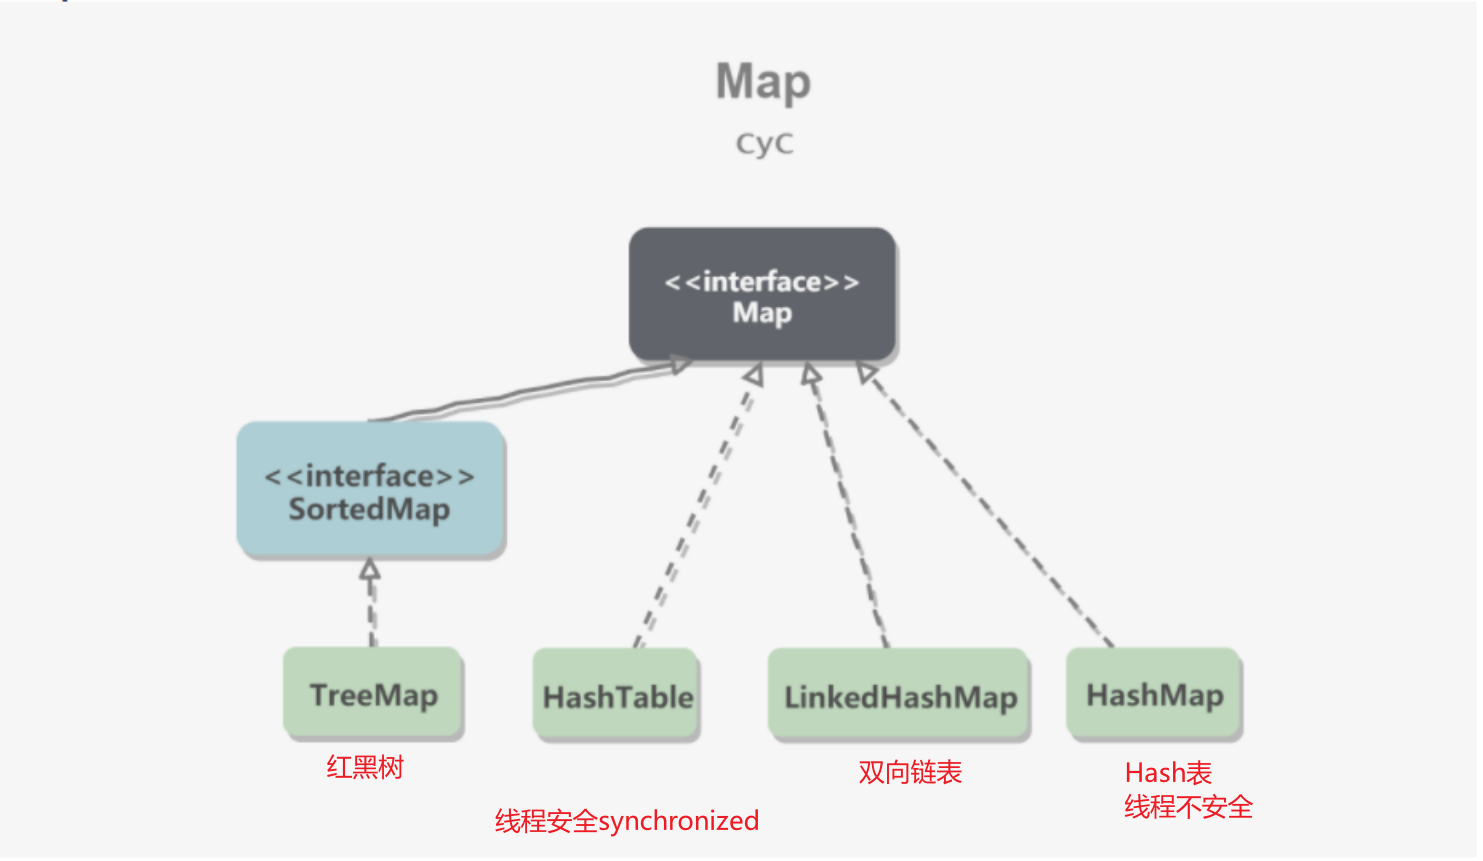 Map
CyC
<<interface>>
Map
<<interface>>
SortedMap
TreeMap
HashTable
LinkedHashMap
HashMap
红黑树
双向链表
Hash表
线程不安全
线程安全synchronized